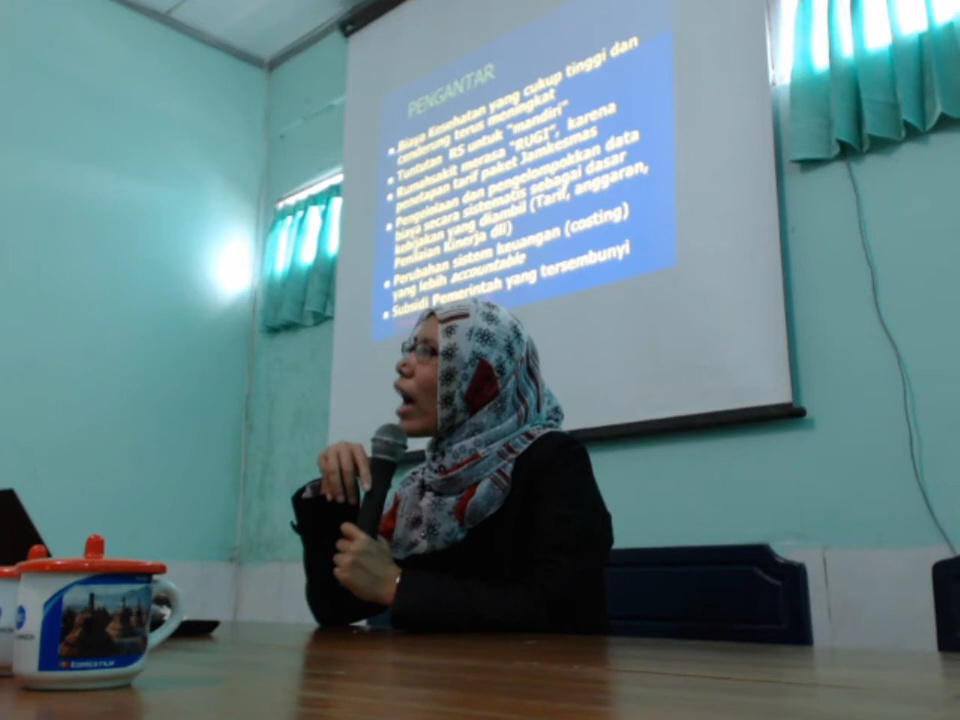 PENGANTAR
• Biaya Kesehatan yang cukup tinggi dan
cenderung terus meningkat
• Tuntutan RS untuk "mandiri"
• Rumahsakit merasa "RUGI", karena
penetapan tarif paket Jamkesmas
• Pengelolaan dan pengelompokkan data
biaya secara sistematis sebagai dasar
kebijakan yang diambil (Tarif, anggaran,
Penilaian Kinerja dll)
• Perubahan sistem keuangan (costing)
yang lebih accountable
• Subsidi Pemerintah yang tersembunyi